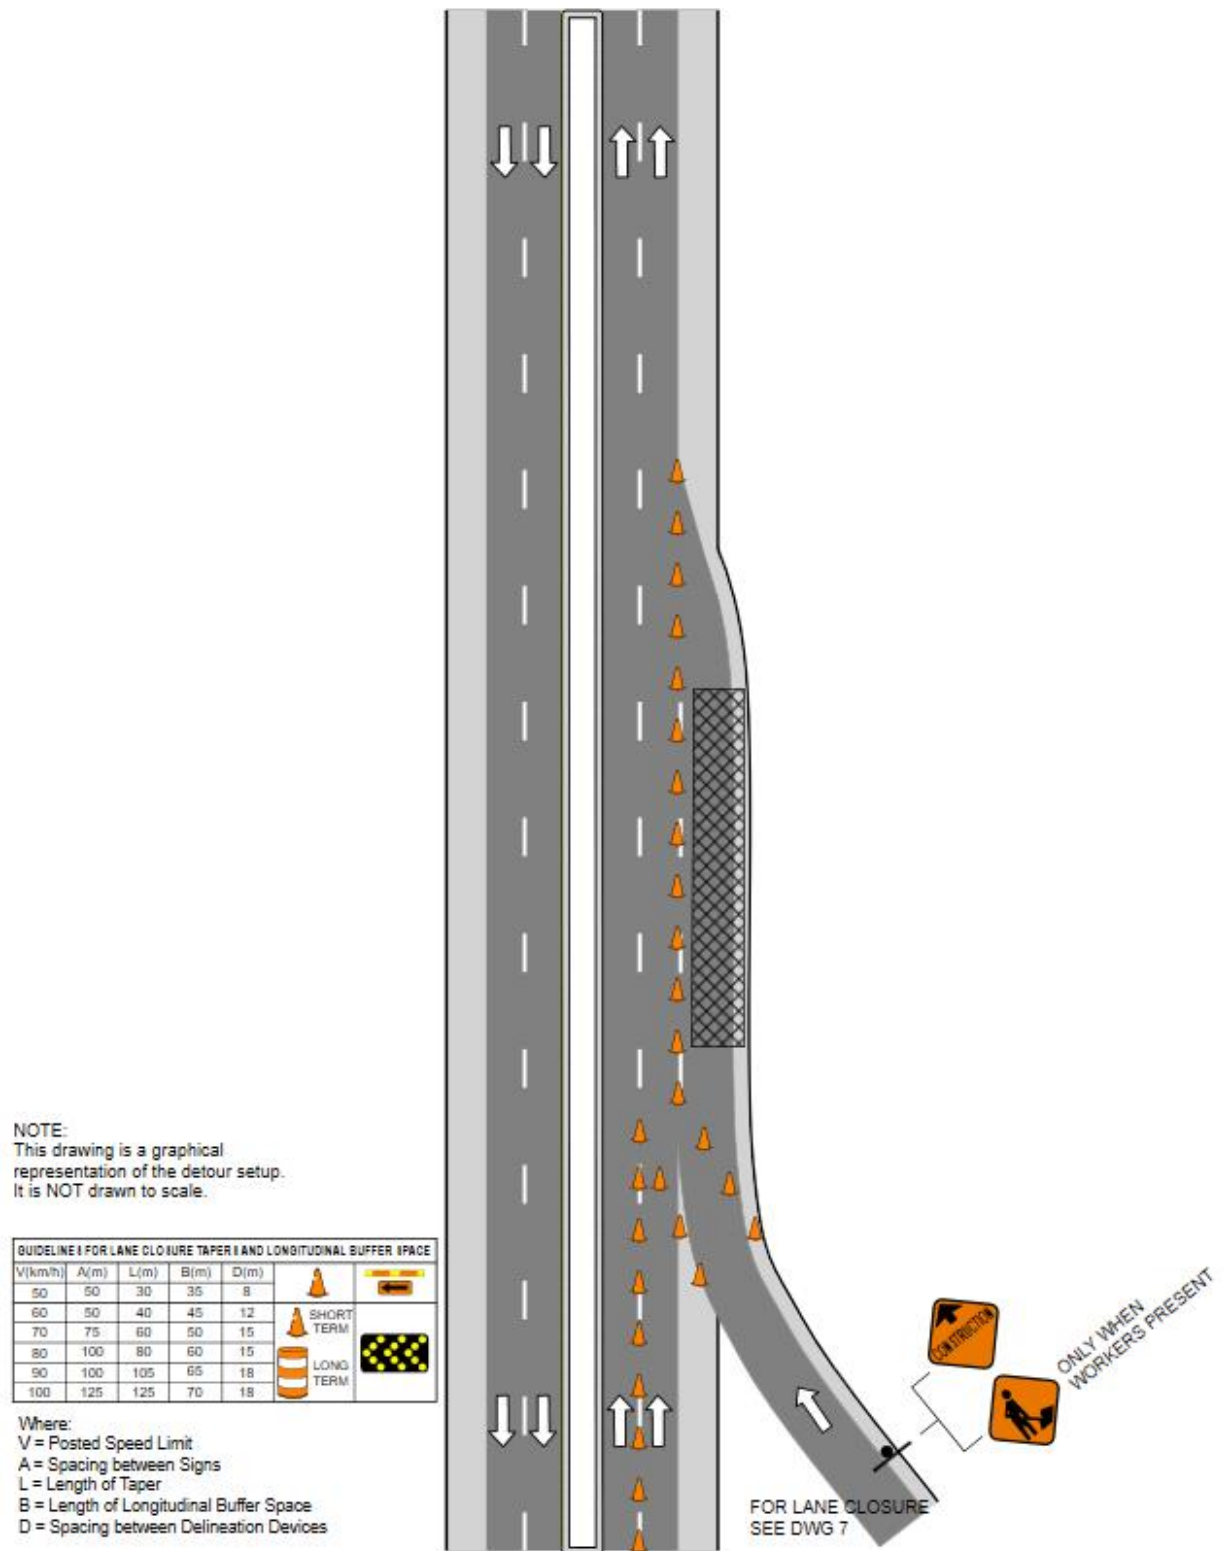 NOTE:
This drawing is a graphical
representation of the detour setup.
It is NOT drawn to scale.
GUIDELINES FOR LANE CLOSURE TAPERS AND LONGITUDINAL BUFFER SPACE
V(km/h) A(m) L(m) B(m) D(m)
50 50 30 35 8
60 50 40 45 12
70 75 60 50 15
80 100 80 60 15
90 100 105 65 18
100 125 125 70 18
SHORT
TERM
LONG
TERM
Where:
V = Posted Speed Limit
A = Spacing between Signs
L = Length of Taper
B = Length of Longitudinal Buffer Space
D = Spacing between Delineation Devices
CONSTRUCTION
ONLY WHEN
WORKERS PRESENT
FOR LANE CLOSURE
SEE DWG 7